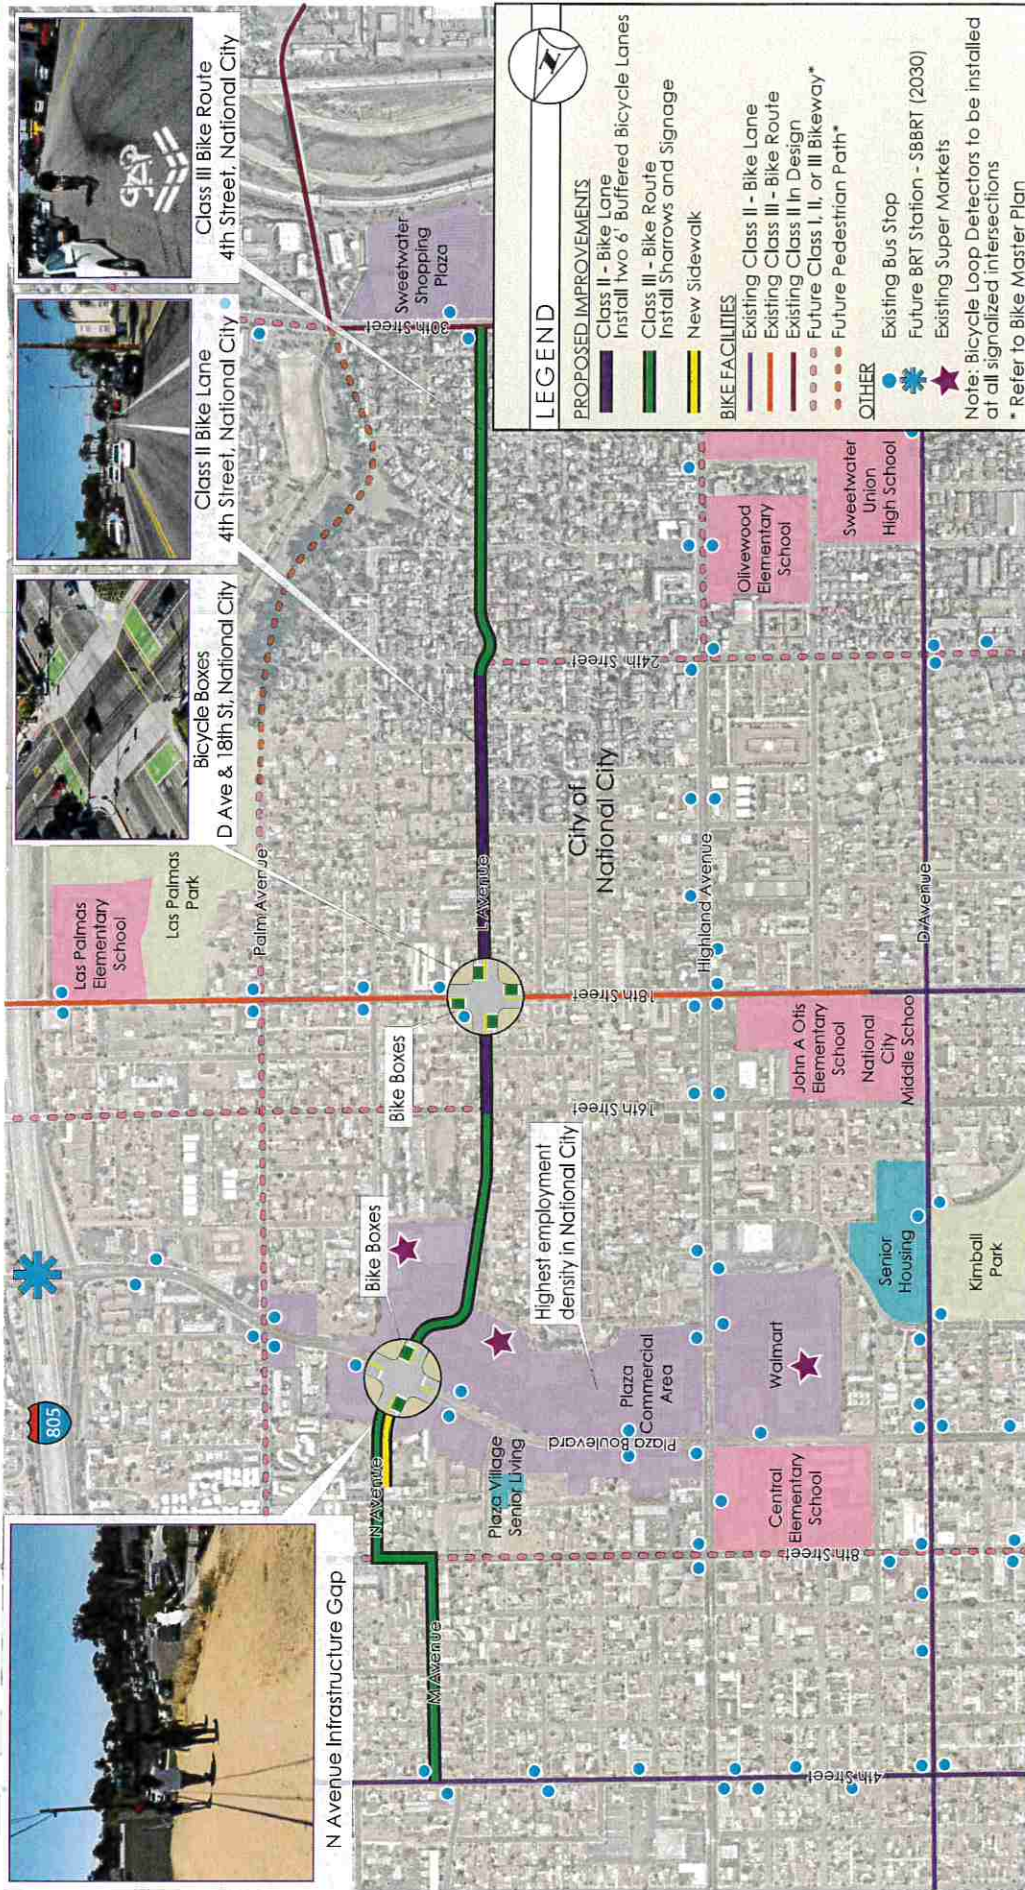 N Avenue Infrastructure Gap
Bicycle Boxes
D Ave & 18th St, National City
Class II Bike Lane
4th Street, National City
Class III Bike Route
4th Street, National City
805
Las Palmas
Elementary
School
Las Palmas
Park
Palm Avenue
Sweetwater
Shopping
Plaza
30th Street
N Avenue
M Avenue
Bike Boxes
Bike Boxes
L Avenue
Plaza Village
Senior Living
Plaza Boulevard
Plaza
Commercial
Area
Highest employment
density in National City
16th Street
18th Street
City of
National City
24th Street
Highland Avenue
8th Street
4th Street
Central
Elementary
School
Walmart
Senior
Housing
Kimball
Park
John A Otis
Elementary
School
National
City
Middle School
D Avenue
Olivewood
Elementary
School
Sweetwater
Union
High School
LEGEND
N
PROPOSED IMPROVEMENTS
Class II - Bike Lane
Install two 6' Buffered Bicycle Lanes
Class III - Bike Route
Install Sharrows and Signage
New Sidewalk
BIKE FACILITIES
Existing Class II - Bike Lane
Existing Class III - Bike Route
Existing Class II In Design
Future Class I, II, or III Bikeway*
Future Pedestrian Path*
OTHER
Existing Bus Stop
Future BRT Station - SBBRT (2030)
Existing Super Markets
Note: Bicycle Loop Detectors to be installed
at all signalized intersections
* Refer to Bike Master Plan